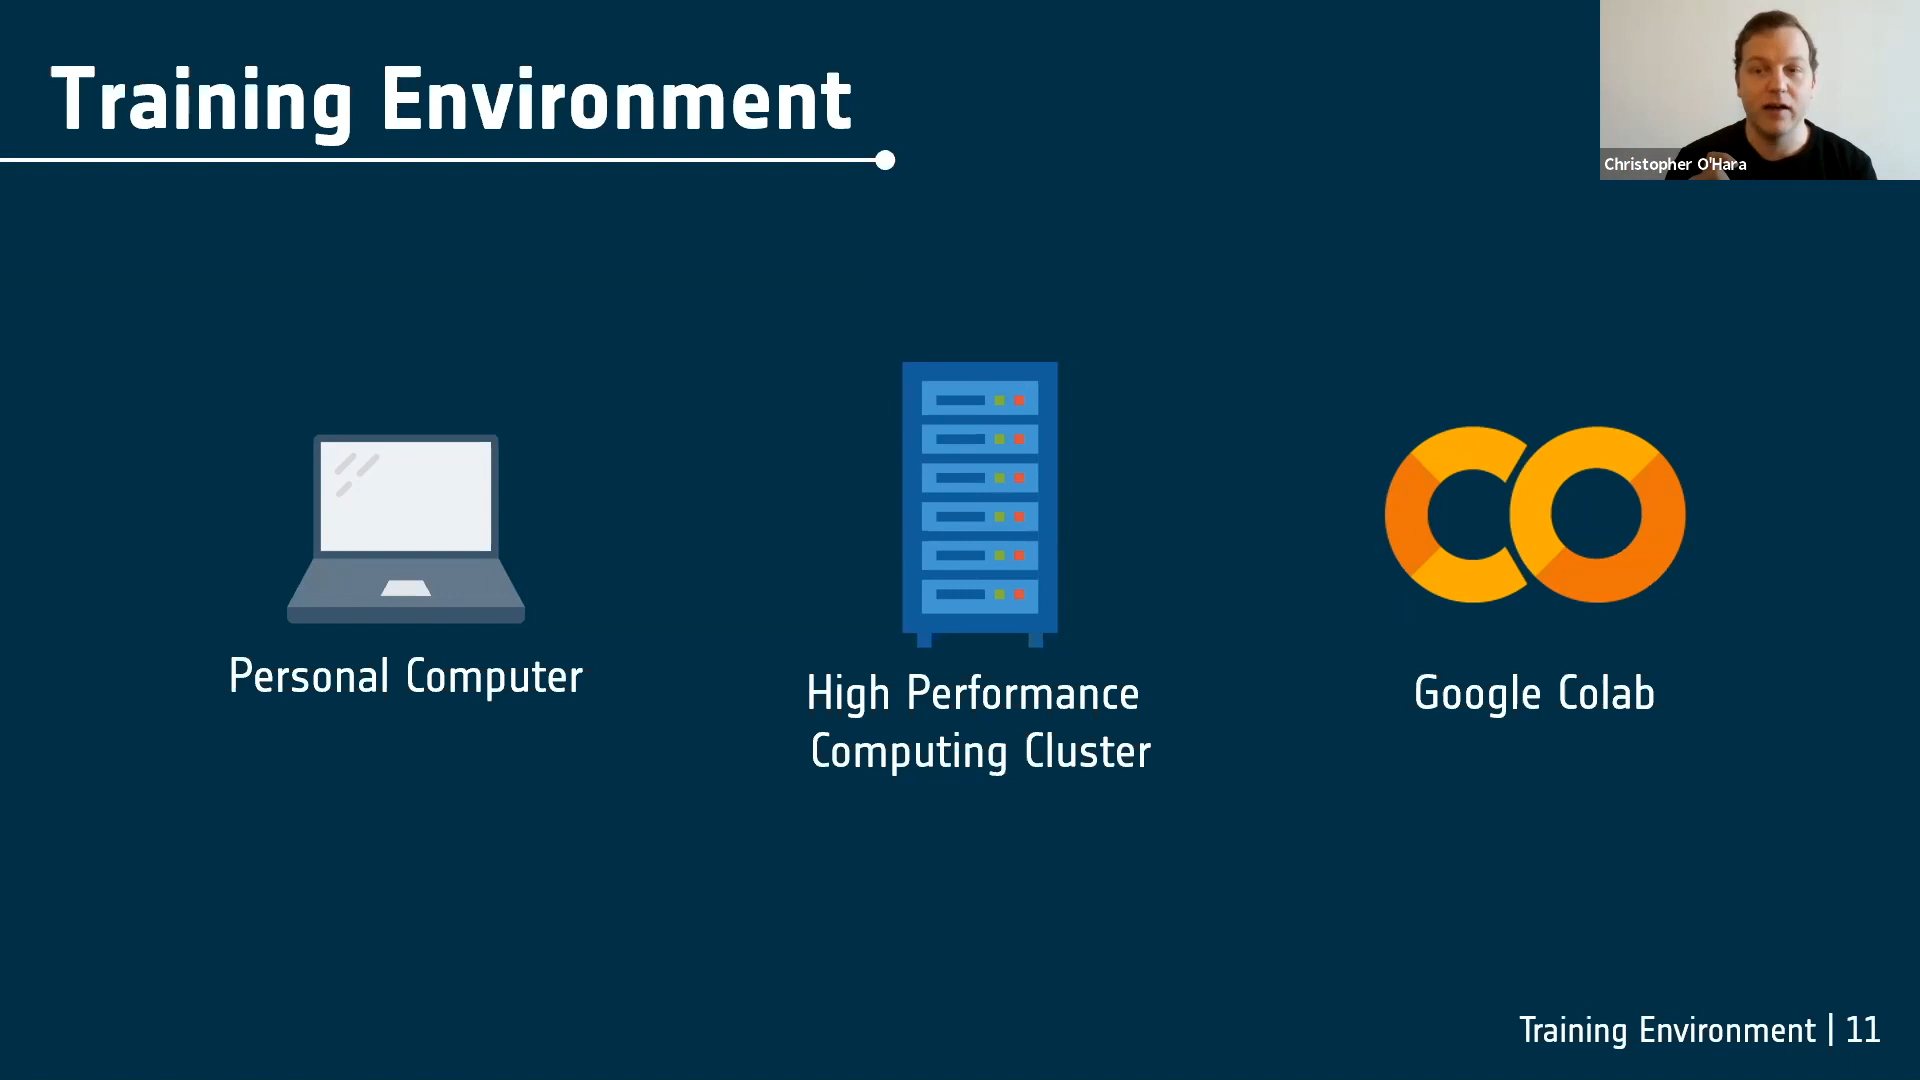 Training Environment
Christopher O'Hara
Personal Computer
High Performance
Computing Cluster
Google Colab
Training Environment | 11